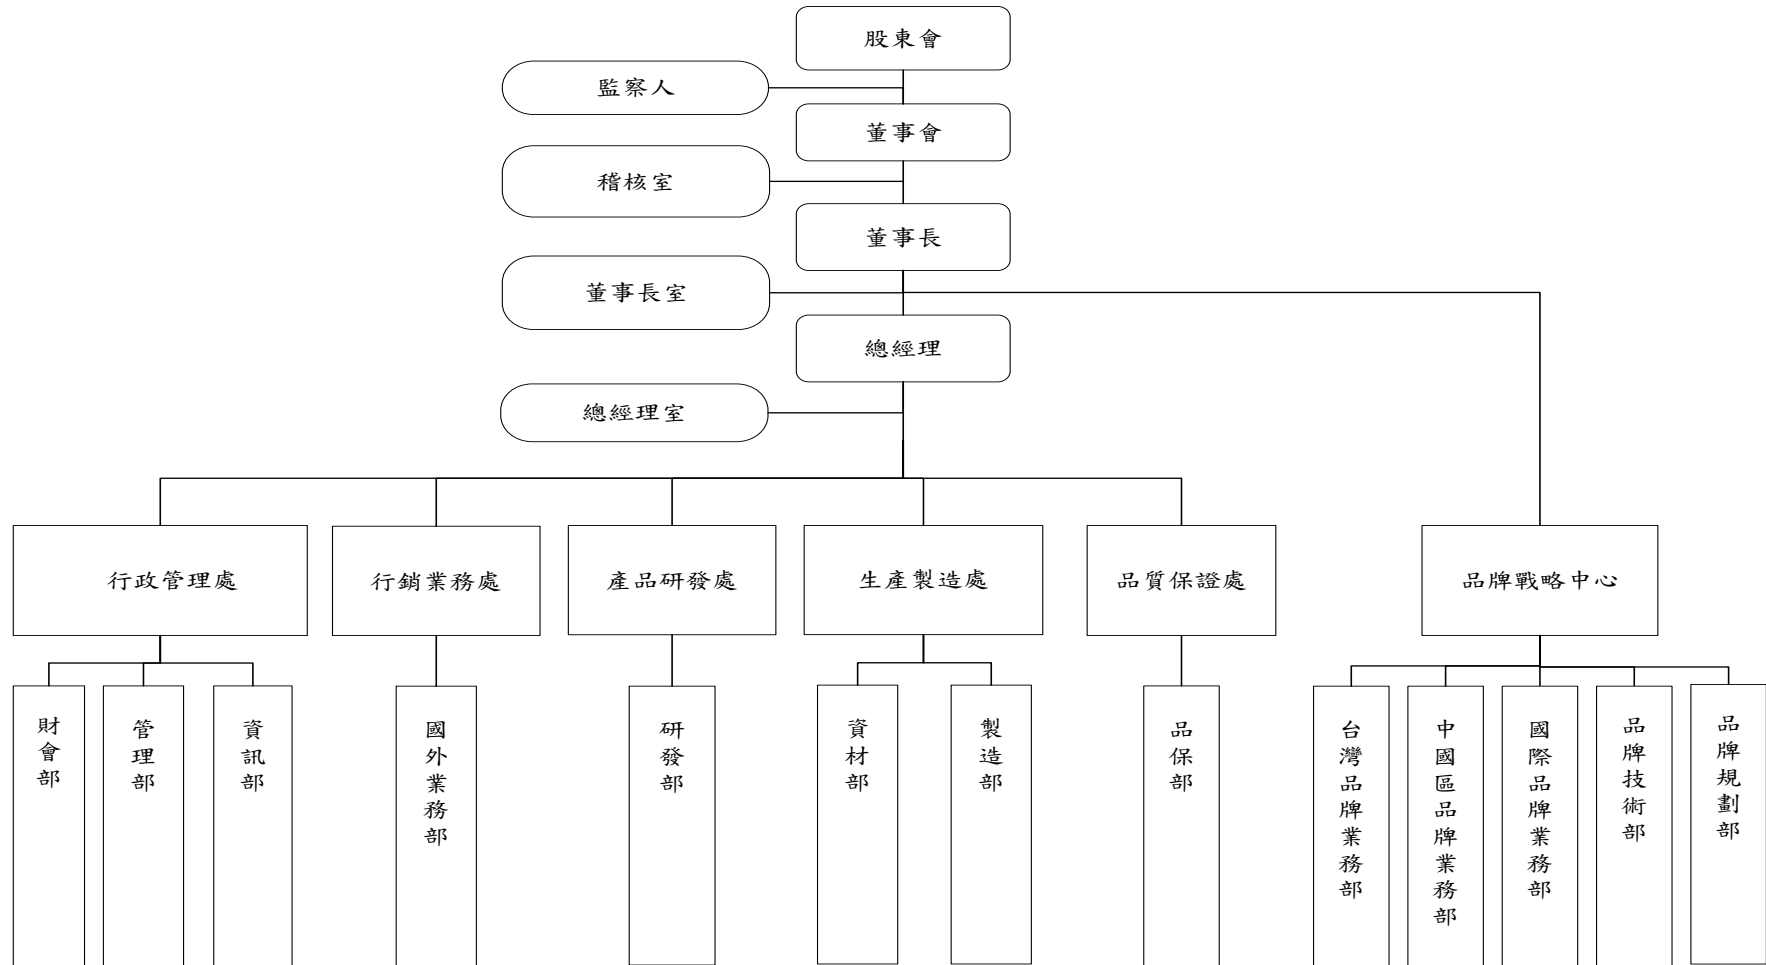 股東會
監察人
董事會
稽核室
董事長
董事長室
總經理
總經理室
行政管理處
行銷業務處
產品研發處
生產製造處
品質保證處
品牌戰略中心
財會部
管理部
資訊部
國外業務部
研發部
資材部
製造部
品保部
台灣品牌業務部
中國區品牌業務部
國際品牌業務部
品牌技術部
品牌規劃部